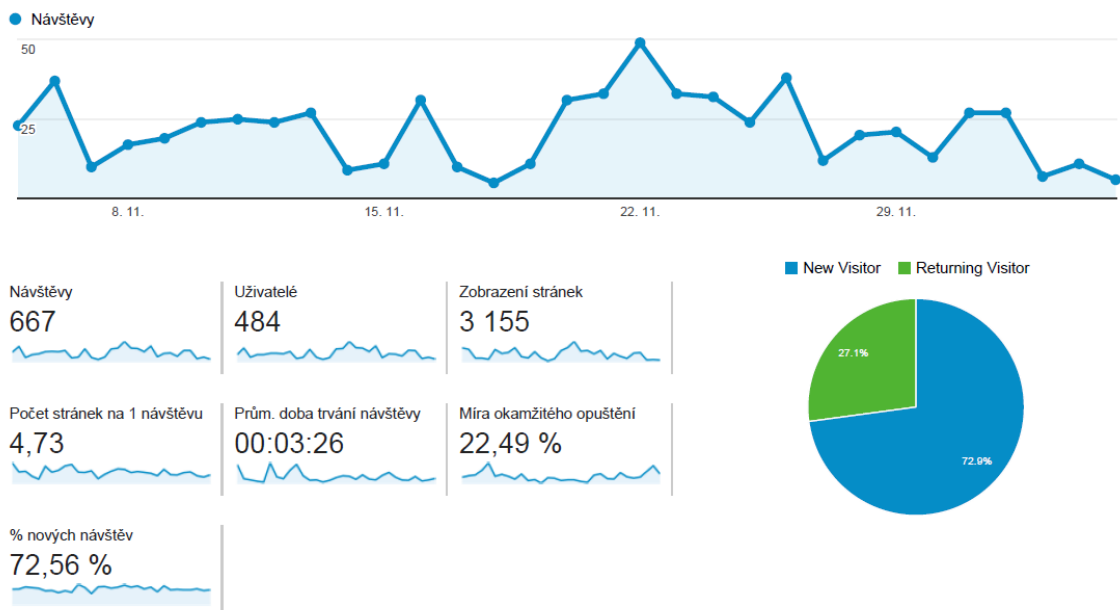 Návštěvy
50
25
8. 11.
15. 11.
22. 11.
29. 11.
New Visitor
Returning Visitor
Návštěvy
667
Uživatelé
484
Zobrazení stránek
3 155
27.1%
72.9%
Počet stránek na 1 návštěvu
4,73
Prům. doba trvání návštěvy
00:03:26
Míra okamžitého opuštění
22,49 %
% nových návštěv
72,56 %